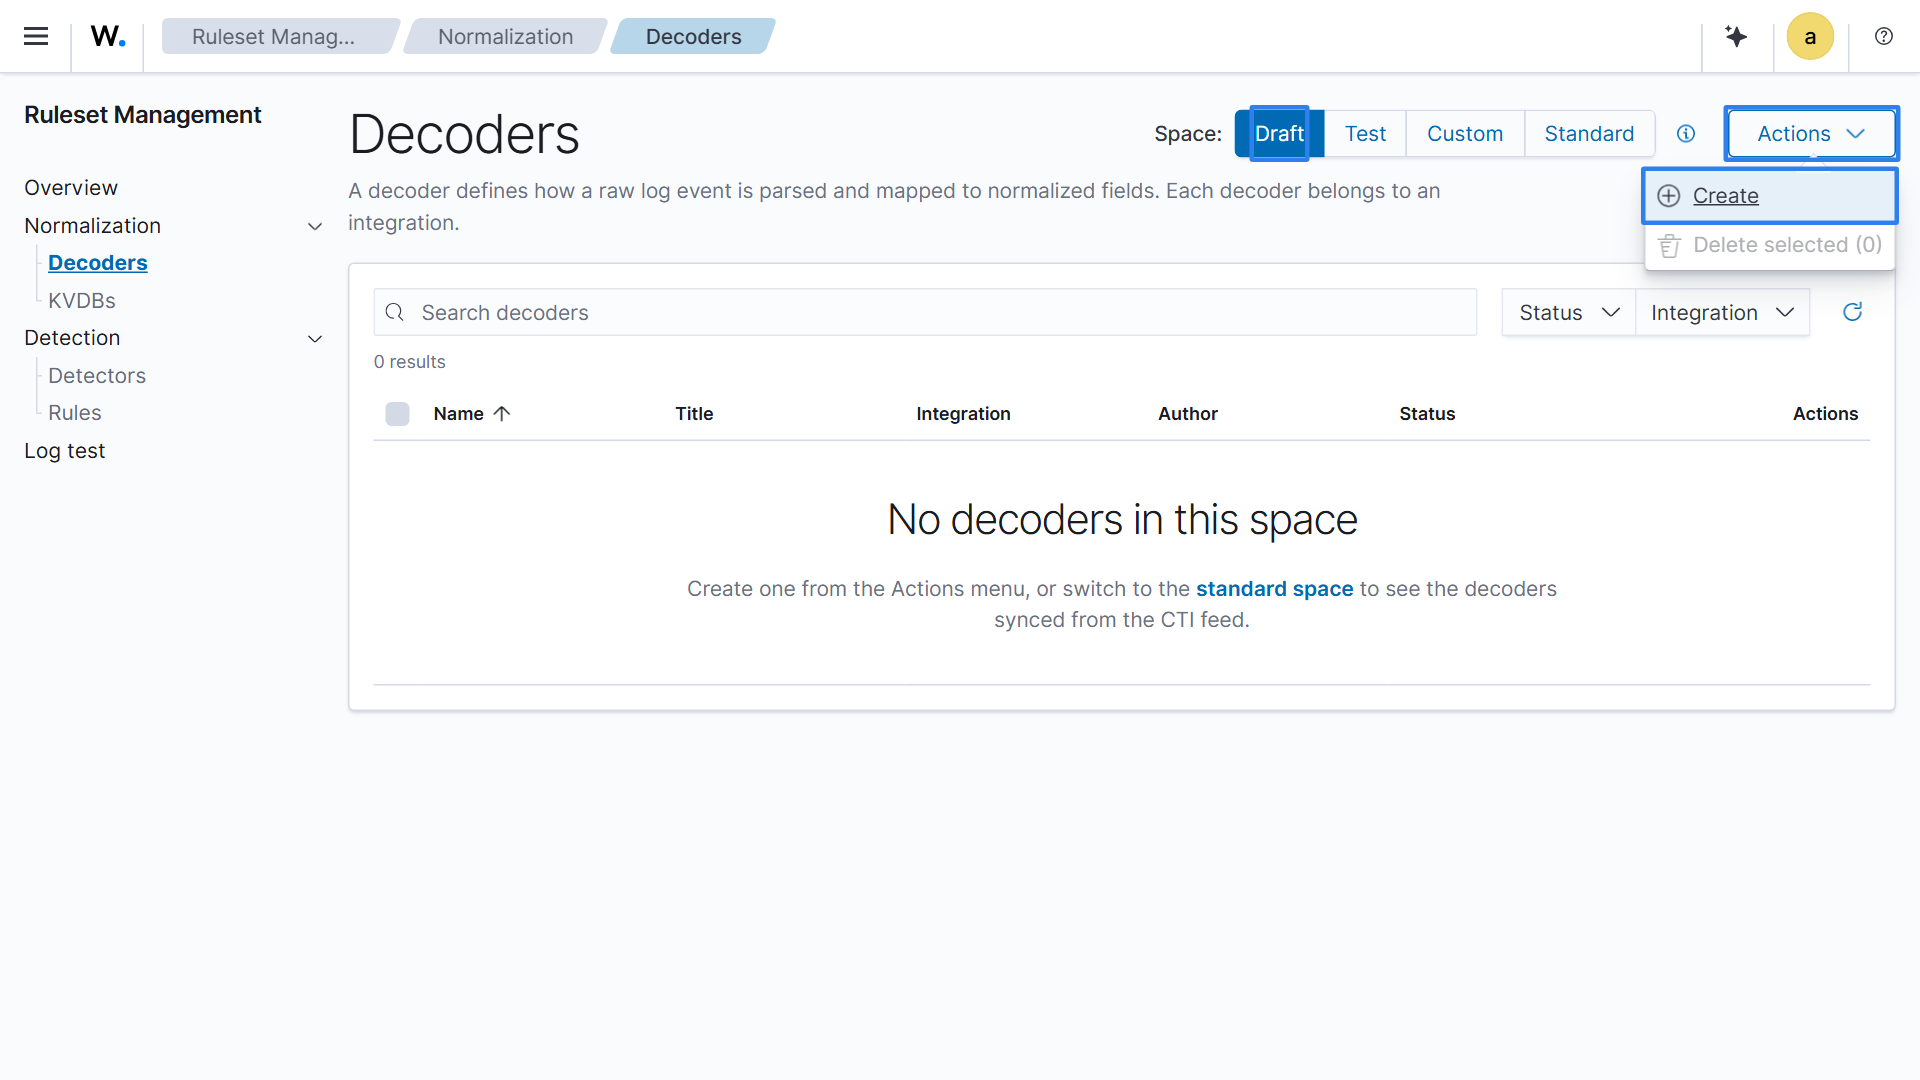 W.
Ruleset Manag...
Normalization
Decoders
a
Ruleset Management
Overview
Normalization
Decoders
KVDBs
Detection
Detectors
Rules
Log test
Decoders
Space:
Draft
Test
Custom
Standard
Actions
Create
Delete selected (0)
A decoder defines how a raw log event is parsed and mapped to normalized fields. Each decoder belongs to an
integration.
Search decoders
Status
Integration
0 results
Name
Title
Integration
Author
Status
Actions
No decoders in this space
Create one from the Actions menu, or switch to the standard space to see the decoders
synced from the CTI feed.